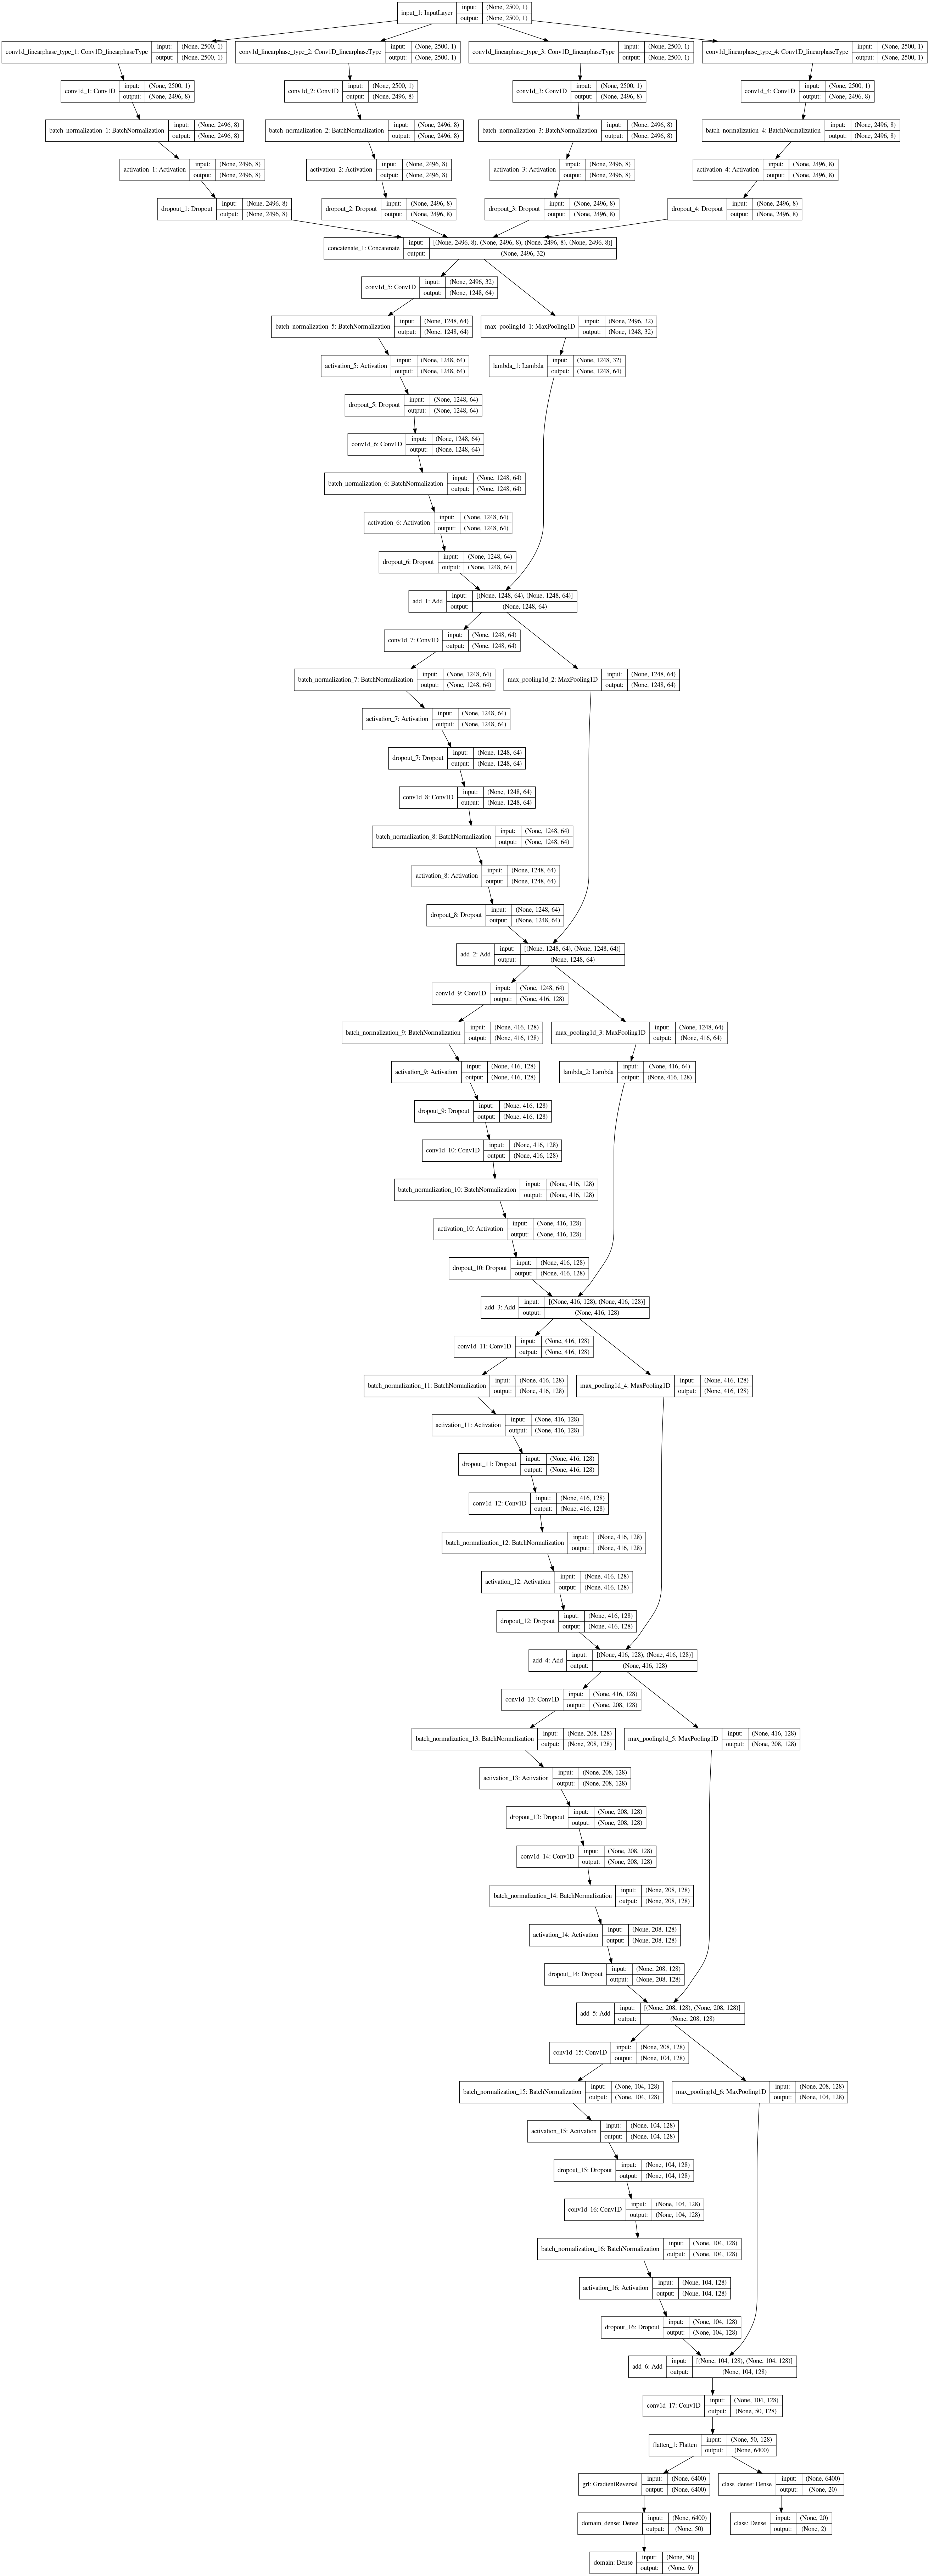 input_1: InputLayer input: (None, 2500, 1)
output: (None, 2500, 1)
conv1d_linearphase_type_1: Conv1D_linearphaseType input: (None, 2500, 1)
output: (None, 2500, 1)
conv1d_linearphase_type_2: Conv1D_linearphaseType input: (None, 2500, 1)
output: (None, 2500, 1)
conv1d_linearphase_type_3: Conv1D_linearphaseType input: (None, 2500, 1)
output: (None, 2500, 1)
conv1d_linearphase_type_4: Conv1D_linearphaseType input: (None, 2500, 1)
output: (None, 2500, 1)
conv1d_1: Conv1D input: (None, 2500, 1)
output: (None, 2496, 8)
conv1d_2: Conv1D input: (None, 2500, 1)
output: (None, 2496, 8)
conv1d_3: Conv1D input: (None, 2500, 1)
output: (None, 2496, 8)
conv1d_4: Conv1D input: (None, 2500, 1)
output: (None, 2496, 8)
batch_normalization_1: BatchNormalization input: (None, 2496, 8)
output: (None, 2496, 8)
batch_normalization_2: BatchNormalization input: (None, 2496, 8)
output: (None, 2496, 8)
batch_normalization_3: BatchNormalization input: (None, 2496, 8)
output: (None, 2496, 8)
batch_normalization_4: BatchNormalization input: (None, 2496, 8)
output: (None, 2496, 8)
activation_1: Activation input: (None, 2496, 8)
output: (None, 2496, 8)
activation_2: Activation input: (None, 2496, 8)
output: (None, 2496, 8)
activation_3: Activation input: (None, 2496, 8)
output: (None, 2496, 8)
activation_4: Activation input: (None, 2496, 8)
output: (None, 2496, 8)
dropout_1: Dropout input: (None, 2496, 8)
output: (None, 2496, 8)
dropout_2: Dropout input: (None, 2496, 8)
output: (None, 2496, 8)
dropout_3: Dropout input: (None, 2496, 8)
output: (None, 2496, 8)
dropout_4: Dropout input: (None, 2496, 8)
output: (None, 2496, 8)
concatenate_1: Concatenate input: [(None, 2496, 8), (None, 2496, 8), (None, 2496, 8), (None, 2496, 8)]
output: (None, 2496, 32)
conv1d_5: Conv1D input: (None, 2496, 32)
output: (None, 1248, 64)
batch_normalization_5: BatchNormalization input: (None, 1248, 64)
output: (None, 1248, 64)
max_pooling1d_1: MaxPooling1D input: (None, 2496, 32)
output: (None, 1248, 32)
activation_5: Activation input: (None, 1248, 64)
output: (None, 1248, 64)
lambda_1: Lambda input: (None, 1248, 32)
output: (None, 1248, 64)
dropout_5: Dropout input: (None, 1248, 64)
output: (None, 1248, 64)
conv1d_6: Conv1D input: (None, 1248, 64)
output: (None, 1248, 64)
batch_normalization_6: BatchNormalization input: (None, 1248, 64)
output: (None, 1248, 64)
activation_6: Activation input: (None, 1248, 64)
output: (None, 1248, 64)
dropout_6: Dropout input: (None, 1248, 64)
output: (None, 1248, 64)
add_1: Add input: [(None, 1248, 64), (None, 1248, 64)]
output: (None, 1248, 64)
conv1d_7: Conv1D input: (None, 1248, 64)
output: (None, 1248, 64)
batch_normalization_7: BatchNormalization input: (None, 1248, 64)
output: (None, 1248, 64)
max_pooling1d_2: MaxPooling1D input: (None, 1248, 64)
output: (None, 1248, 64)
activation_7: Activation input: (None, 1248, 64)
output: (None, 1248, 64)
dropout_7: Dropout input: (None, 1248, 64)
output: (None, 1248, 64)
conv1d_8: Conv1D input: (None, 1248, 64)
output: (None, 1248, 64)
batch_normalization_8: BatchNormalization input: (None, 1248, 64)
output: (None, 1248, 64)
activation_8: Activation input: (None, 1248, 64)
output: (None, 1248, 64)
dropout_8: Dropout input: (None, 1248, 64)
output: (None, 1248, 64)
add_2: Add input: [(None, 1248, 64), (None, 1248, 64)]
output: (None, 1248, 64)
conv1d_9: Conv1D input: (None, 1248, 64)
output: (None, 416, 128)
batch_normalization_9: BatchNormalization input: (None, 416, 128)
output: (None, 416, 128)
max_pooling1d_3: MaxPooling1D input: (None, 1248, 64)
output: (None, 416, 64)
activation_9: Activation input: (None, 416, 128)
output: (None, 416, 128)
lambda_2: Lambda input: (None, 416, 64)
output: (None, 416, 128)
dropout_9: Dropout input: (None, 416, 128)
output: (None, 416, 128)
conv1d_10: Conv1D input: (None, 416, 128)
output: (None, 416, 128)
batch_normalization_10: BatchNormalization input: (None, 416, 128)
output: (None, 416, 128)
activation_10: Activation input: (None, 416, 128)
output: (None, 416, 128)
dropout_10: Dropout input: (None, 416, 128)
output: (None, 416, 128)
add_3: Add input: [(None, 416, 128), (None, 416, 128)]
output: (None, 416, 128)
conv1d_11: Conv1D input: (None, 416, 128)
output: (None, 416, 128)
batch_normalization_11: BatchNormalization input: (None, 416, 128)
output: (None, 416, 128)
max_pooling1d_4: MaxPooling1D input: (None, 416, 128)
output: (None, 416, 128)
activation_11: Activation input: (None, 416, 128)
output: (None, 416, 128)
dropout_11: Dropout input: (None, 416, 128)
output: (None, 416, 128)
conv1d_12: Conv1D input: (None, 416, 128)
output: (None, 416, 128)
batch_normalization_12: BatchNormalization input: (None, 416, 128)
output: (None, 416, 128)
activation_12: Activation input: (None, 416, 128)
output: (None, 416, 128)
dropout_12: Dropout input: (None, 416, 128)
output: (None, 416, 128)
add_4: Add input: [(None, 416, 128), (None, 416, 128)]
output: (None, 416, 128)
conv1d_13: Conv1D input: (None, 416, 128)
output: (None, 208, 128)
batch_normalization_13: BatchNormalization input: (None, 208, 128)
output: (None, 208, 128)
max_pooling1d_5: MaxPooling1D input: (None, 416, 128)
output: (None, 208, 128)
activation_13: Activation input: (None, 208, 128)
output: (None, 208, 128)
dropout_13: Dropout input: (None, 208, 128)
output: (None, 208, 128)
conv1d_14: Conv1D input: (None, 208, 128)
output: (None, 208, 128)
batch_normalization_14: BatchNormalization input: (None, 208, 128)
output: (None, 208, 128)
activation_14: Activation input: (None, 208, 128)
output: (None, 208, 128)
dropout_14: Dropout input: (None, 208, 128)
output: (None, 208, 128)
add_5: Add input: [(None, 208, 128), (None, 208, 128)]
output: (None, 208, 128)
conv1d_15: Conv1D input: (None, 208, 128)
output: (None, 104, 128)
batch_normalization_15: BatchNormalization input: (None, 104, 128)
output: (None, 104, 128)
max_pooling1d_6: MaxPooling1D input: (None, 208, 128)
output: (None, 104, 128)
activation_15: Activation input: (None, 104, 128)
output: (None, 104, 128)
dropout_15: Dropout input: (None, 104, 128)
output: (None, 104, 128)
conv1d_16: Conv1D input: (None, 104, 128)
output: (None, 104, 128)
batch_normalization_16: BatchNormalization input: (None, 104, 128)
output: (None, 104, 128)
activation_16: Activation input: (None, 104, 128)
output: (None, 104, 128)
dropout_16: Dropout input: (None, 104, 128)
output: (None, 104, 128)
add_6: Add input: [(None, 104, 128), (None, 104, 128)]
output: (None, 104, 128)
conv1d_17: Conv1D input: (None, 104, 128)
output: (None, 50, 128)
flatten_1: Flatten input: (None, 50, 128)
output: (None, 6400)
grl: GradientReversal input: (None, 6400)
output: (None, 6400)
class_dense: Dense input: (None, 6400)
output: (None, 20)
domain_dense: Dense input: (None, 6400)
output: (None, 50)
class: Dense input: (None, 20)
output: (None, 2)
domain: Dense input: (None, 50)
output: (None, 9)